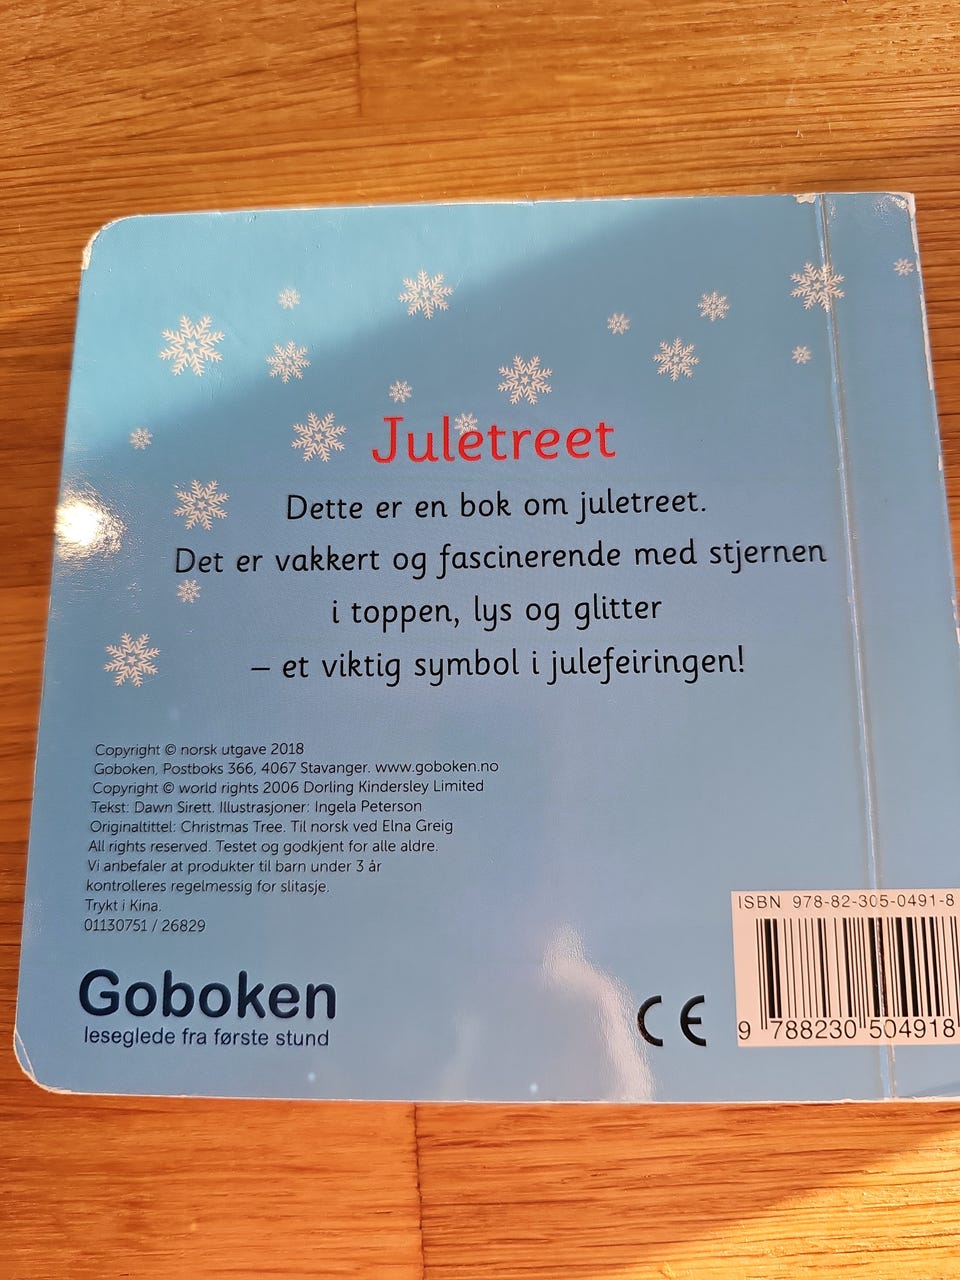 Juletreet
Dette er en bok om juletreet.
Det er vakkert og fascinerende med stjernen
i toppen, lys og glitter
– et viktig symbol i julefeiringen!
Copyright © norsk utgave 2018
Goboken, Postboks 366, 4067 Stavanger. www.goboken.no
Copyright © world rights 2006 Dorling Kindersley Limited
Tekst: Dawn Sirett. Illustrasjoner: Ingela Peterson
Originaltittel: Christmas Tree. Til norsk ved Elna Greig
All rights reserved. Testet og godkjent for alle aldre.
Vi anbefaler at produkter til barn under 3 år
kontrolleres regelmessig for slitasje.
Trykt i Kina.
01130751 / 26829
Goboken
leseglede fra første stund
CE
ISBN 978-82-305-0491-8
9 788230 504918